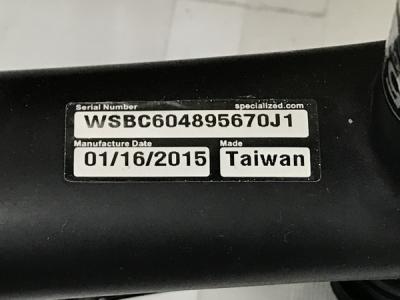 Serial Number specialized.com
WSBC604895670J1
Manufacture Date Made
01/16/2015 Taiwan